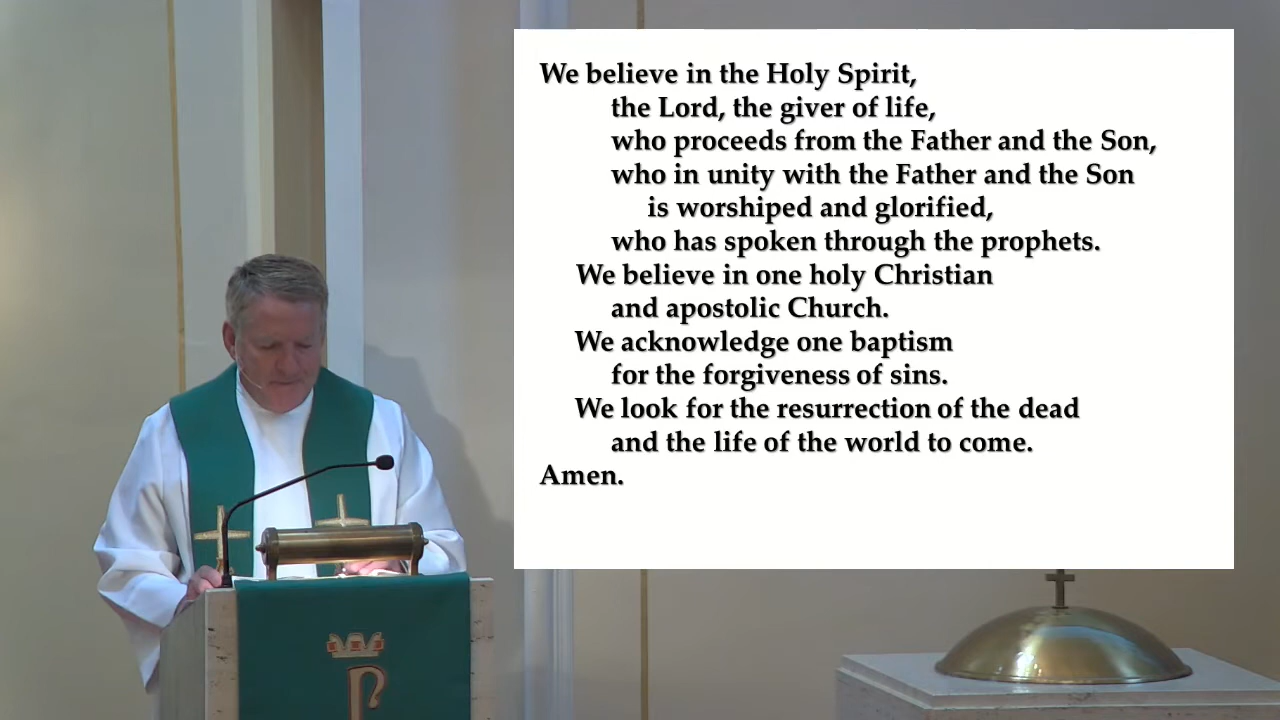 We believe in the Holy Spirit,
the Lord, the giver of life,
who proceeds from the Father and the Son,
who in unity with the Father and the Son
is worshiped and glorified,
who has spoken through the prophets.
We believe in one holy Christian
and apostolic Church.
We acknowledge one baptism
for the forgiveness of sins.
We look for the resurrection of the dead
and the life of the world to come.
Amen.